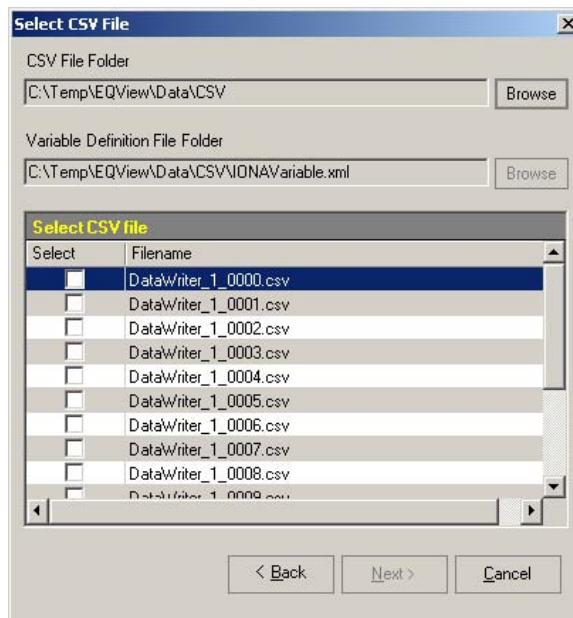 Select CSV File
CSV File Folder
C:\Temp\EQView\Data\CSV
Browse
Variable Definition File Folder
C:\Temp\EQView\Data\CSV\IONAVariable.xml
Browse
Select CSV file
Select Filename
DataWriter_1_0000.csv
DataWriter_1_0001.csv
DataWriter_1_0002.csv
DataWriter_1_0003.csv
DataWriter_1_0004.csv
DataWriter_1_0005.csv
DataWriter_1_0006.csv
DataWriter_1_0007.csv
DataWriter_1_0008.csv
DataWriter_1_0009.csv
< Back Next > Cancel